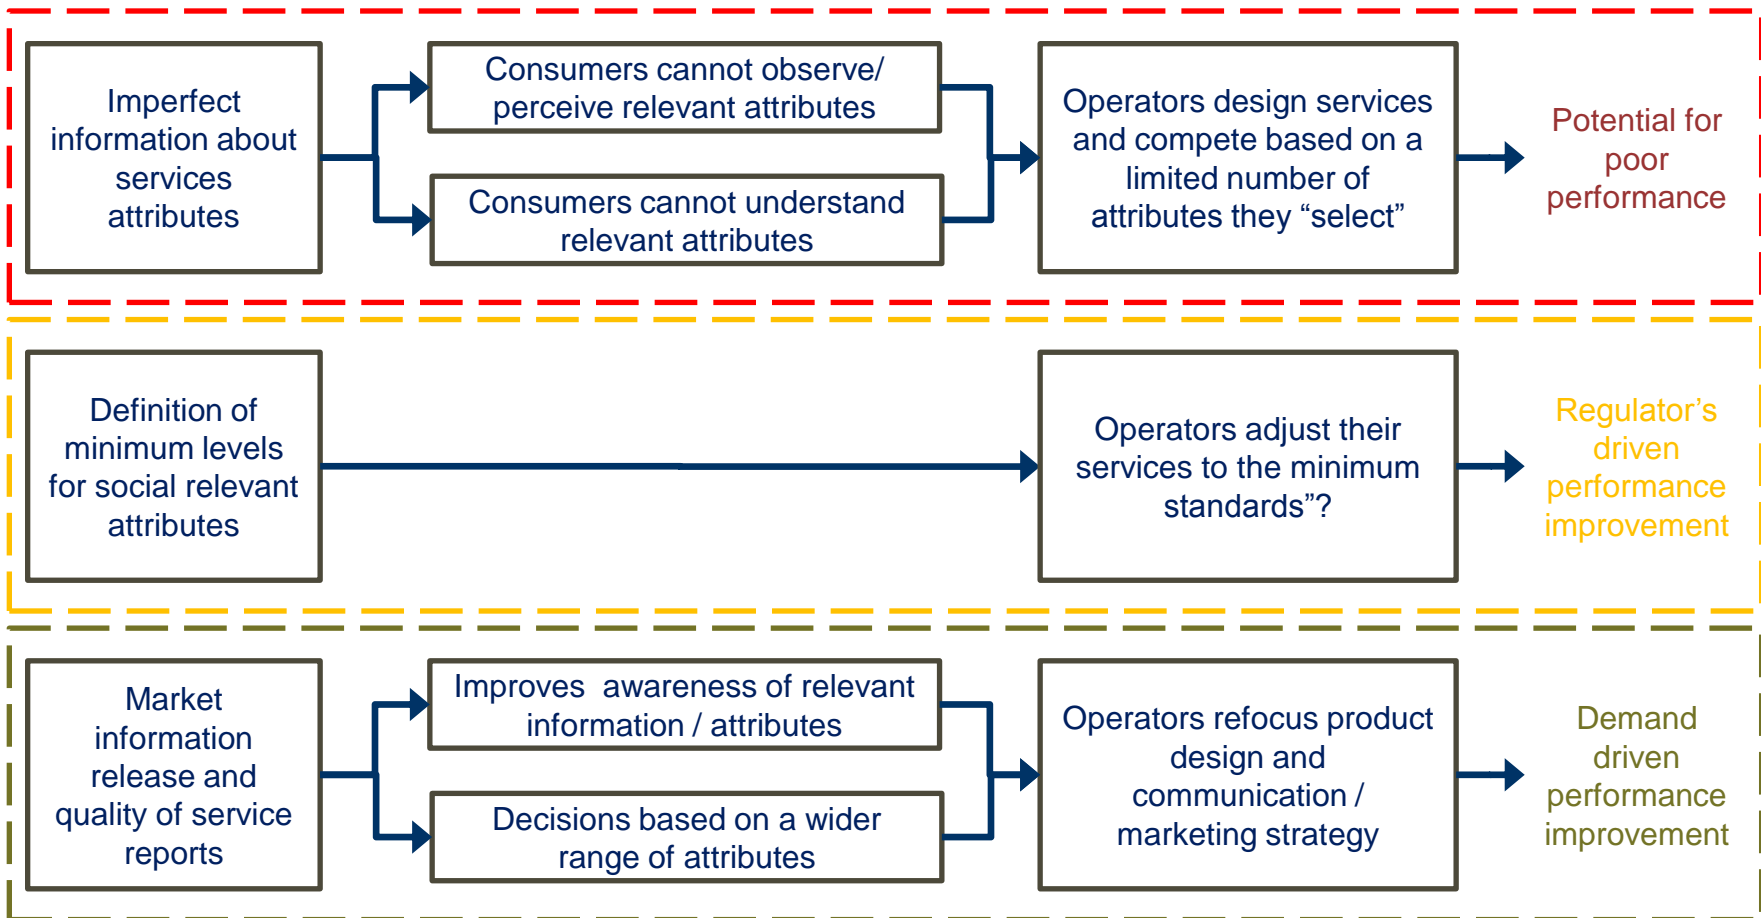 Imperfect
information about
services
attributes
Consumers cannot observe/
perceive relevant attributes
Consumers cannot understand
relevant attributes
Operators design services
and compete based on a
limited number of
attributes they “select”
Potential for
poor
performance
Definition of
minimum levels
for social relevant
attributes
Operators adjust their
services to the minimum
standards”?
Regulator’s
driven
performance
improvement
Market
information
release and
quality of service
reports
Improves awareness of relevant
information / attributes
Decisions based on a wider
range of attributes
Operators refocus product
design and
communication /
marketing strategy
Demand
driven
performance
improvement